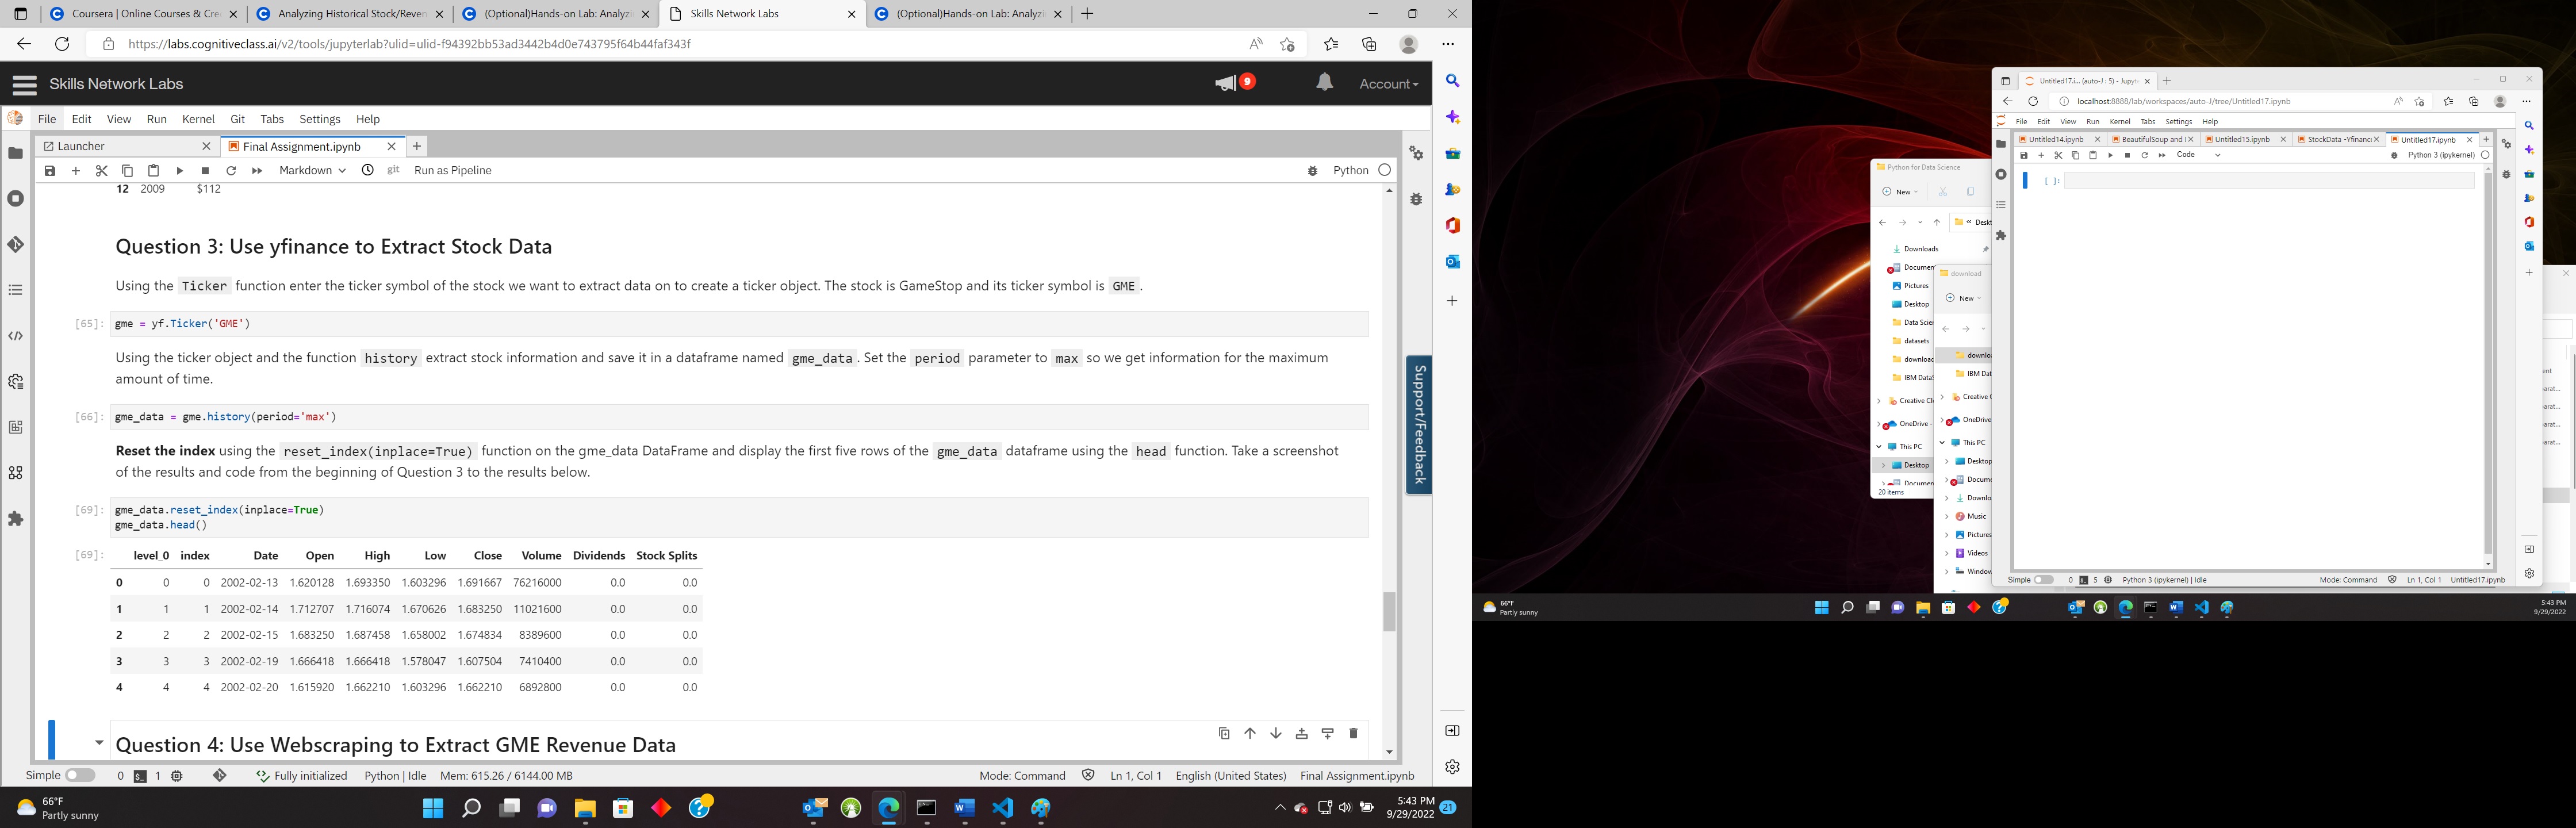 Coursera | Online Courses & Cre
Analyzing Historical Stock/Reven
(Optional)Hands-on Lab: Analyzi
Skills Network Labs
(Optional)Hands-on Lab: Analyzi
https://labs.cognitiveclass.ai/v2/tools/jupyterlab?ulid=ulid-f94392bb53ad3442b4d0e743795f64b44faf343f
Skills Network Labs
9
Account
File Edit View Run Kernel Git Tabs Settings Help
Launcher
Final Assignment.ipynb
Markdown
git
Run as Pipeline
Python
12 2009 $112
Question 3: Use yfinance to Extract Stock Data
Using the Ticker function enter the ticker symbol of the stock we want to extract data on to create a ticker object. The stock is GameStop and its ticker symbol is GME.
[65]: gme = yf.Ticker('GME')
Using the ticker object and the function history extract stock information and save it in a dataframe named gme_data. Set the period parameter to max so we get information for the maximum
amount of time.
[66]: gme_data = gme.history(period='max')
Reset the index using the reset_index(inplace=True) function on the gme_data DataFrame and display the first five rows of the gme_data dataframe using the head function. Take a screenshot
of the results and code from the beginning of Question 3 to the results below.
[69]: gme_data.reset_index(inplace=True)
gme_data.head()
[69]: level_0 index Date Open High Low Close Volume Dividends Stock Splits
0 0 0 2002-02-13 1.620128 1.693350 1.603296 1.691667 76216000 0.0 0.0
1 1 1 2002-02-14 1.712707 1.716074 1.670626 1.683250 11021600 0.0 0.0
2 2 2 2002-02-15 1.683250 1.687458 1.658002 1.674834 8389600 0.0 0.0
3 3 3 2002-02-19 1.666418 1.666418 1.578047 1.607504 7410400 0.0 0.0
4 4 4 2002-02-20 1.615920 1.662210 1.603296 1.662210 6892800 0.0 0.0
Question 4: Use Webscraping to Extract GME Revenue Data
Support/Feedback
Simple 0 1 Fully initialized Python | Idle Mem: 615.26 / 6144.00 MB Mode: Command Ln 1, Col 1 English (United States) Final Assignment.ipynb
66°F
Partly sunny
5:43 PM
9/29/2022
21
Python for Data Science
New
Deskt
Downloads
Documen
Pictures
Desktop
Data Scien
datasets
download
IBM DataS
Creative Cl
OneDrive -
This PC
Desktop
Documen
20 items
download
New
downloa
IBM Dat
Creative C
OneDrive
This PC
Desktop
Docume
Downlo
Music
Pictures
Videos
Window
Untitled17.i... (auto-J : 5) - Jupyte
localhost:8888/lab/workspaces/auto-J/tree/Untitled17.ipynb
File Edit View Run Kernel Tabs Settings Help
Untitled14.ipynb
BeautifulSoup and I
Untitled15.ipynb
StockData -Yfinance
Untitled17.ipynb
Code
Python 3 (ipykernel)
[ ]:
Simple 0 5 Python 3 (ipykernel) | Idle Mode: Command Ln 1, Col 1 Untitled17.ipynb
ent
arat...
arat...
arat...
arat...
66°F
Partly sunny
5:43 PM
9/29/2022